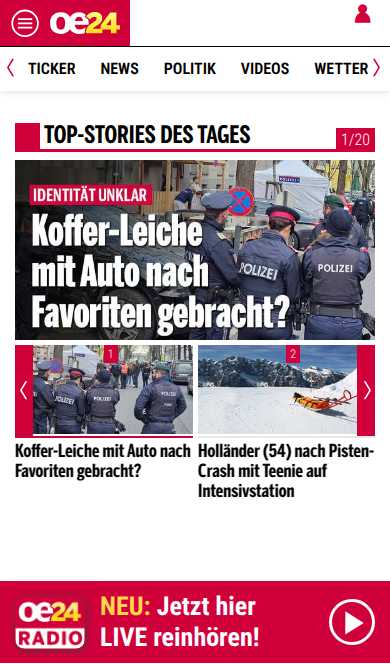 oe24
TICKER NEWS POLITIK VIDEOS WETTER
TOP-STORIES DES TAGES
1/20
IDENTITÄT UNKLAR
Koffer-Leiche
mit Auto nach
Favoriten gebracht?
POLIZEI
POLIZEI
1
2
Koffer-Leiche mit Auto nach
Favoriten gebracht?
Holländer (54) nach Pisten-
Crash mit Teenie auf
Intensivstation
oe24
RADIO
NEU: Jetzt hier
LIVE reinhören!